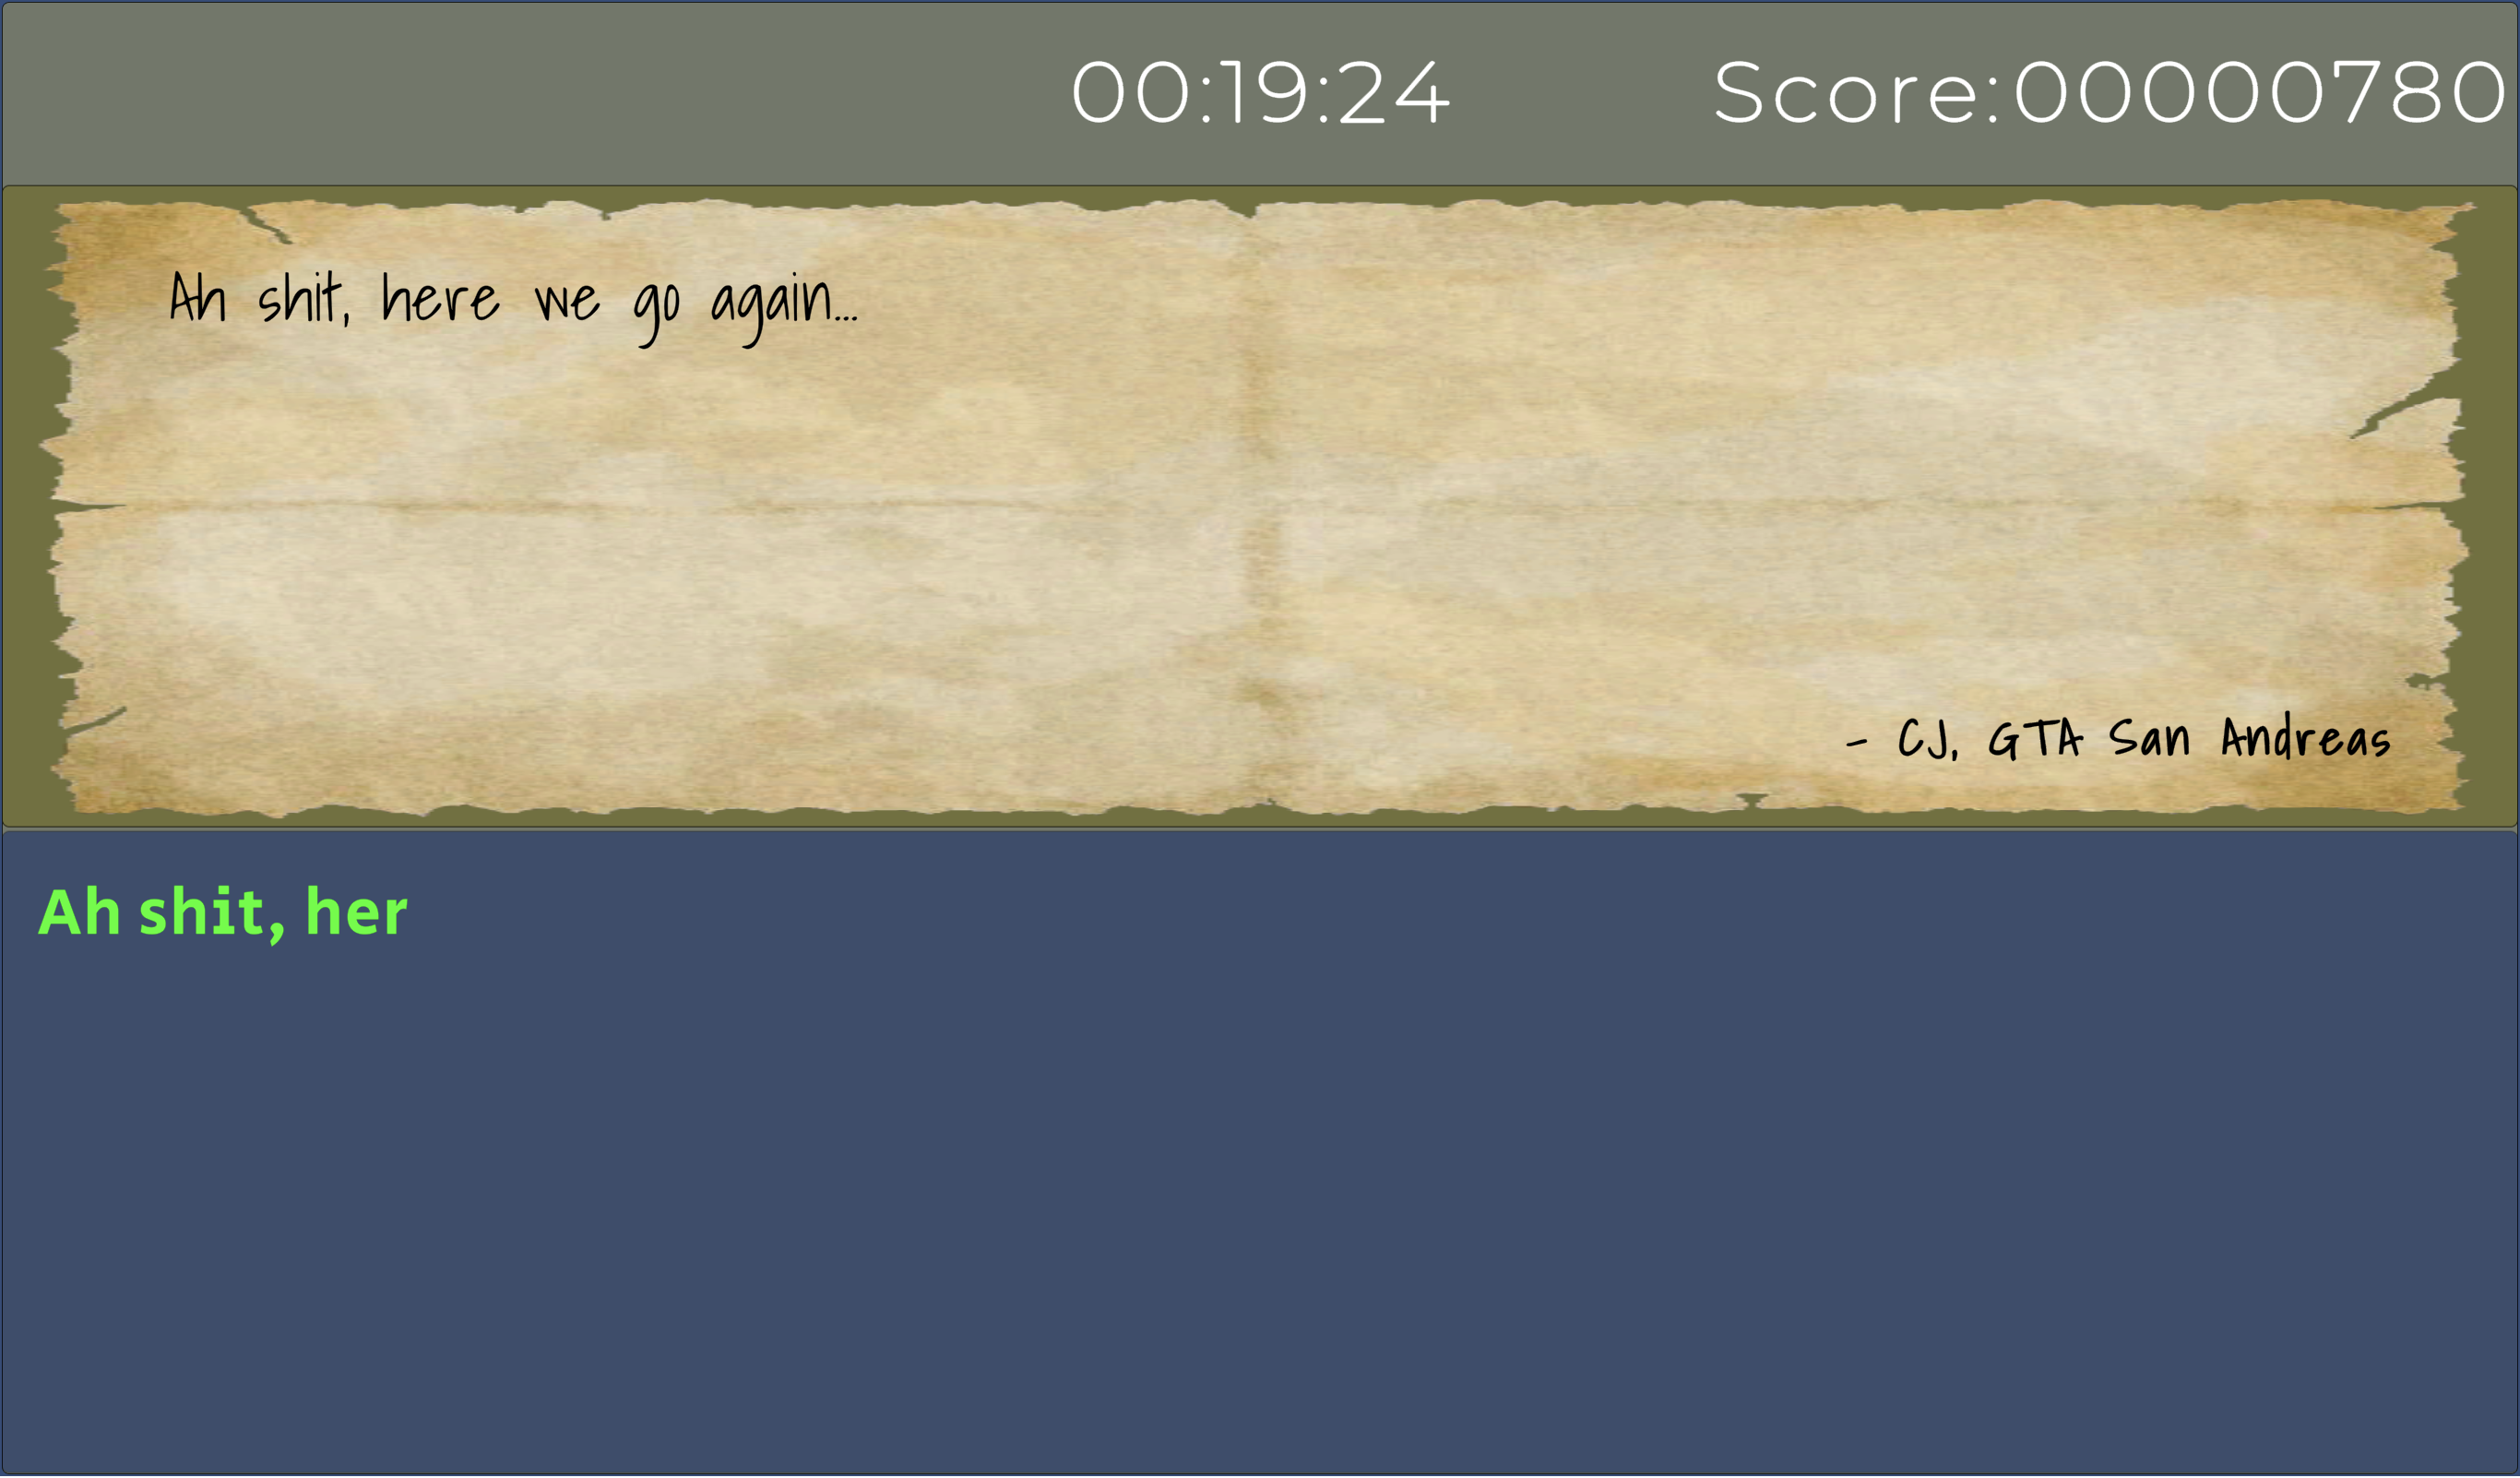 00:19:24
Score:00000780
Ah shit, here we go again...
- CJ, GTA San Andreas
Ah shit, her